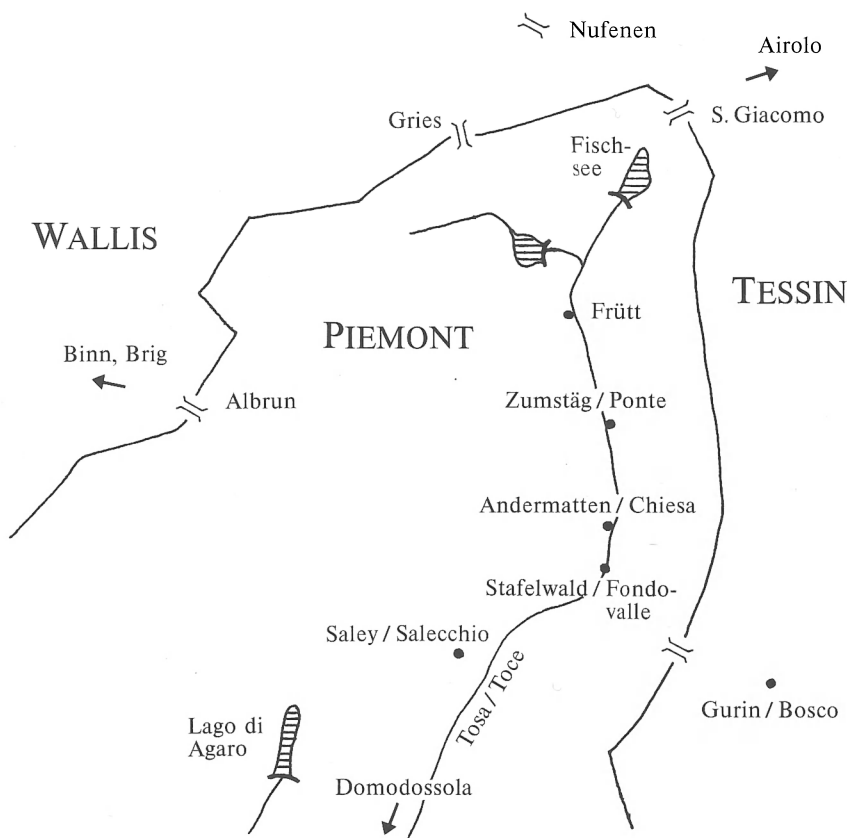 Nufenen
Airolo
Gries
S. Giacomo
Fisch-
see
WALLIS
TESSIN
Frütt
PIEMONT
Binn, Brig
Albrun
Zumstäg / Ponte
Andermatten / Chiesa
Stafelwald / Fondo-
valle
Saley / Salecchio
Tosa / Toce
Gurin / Bosco
Lago di
Agaro
Domodossola